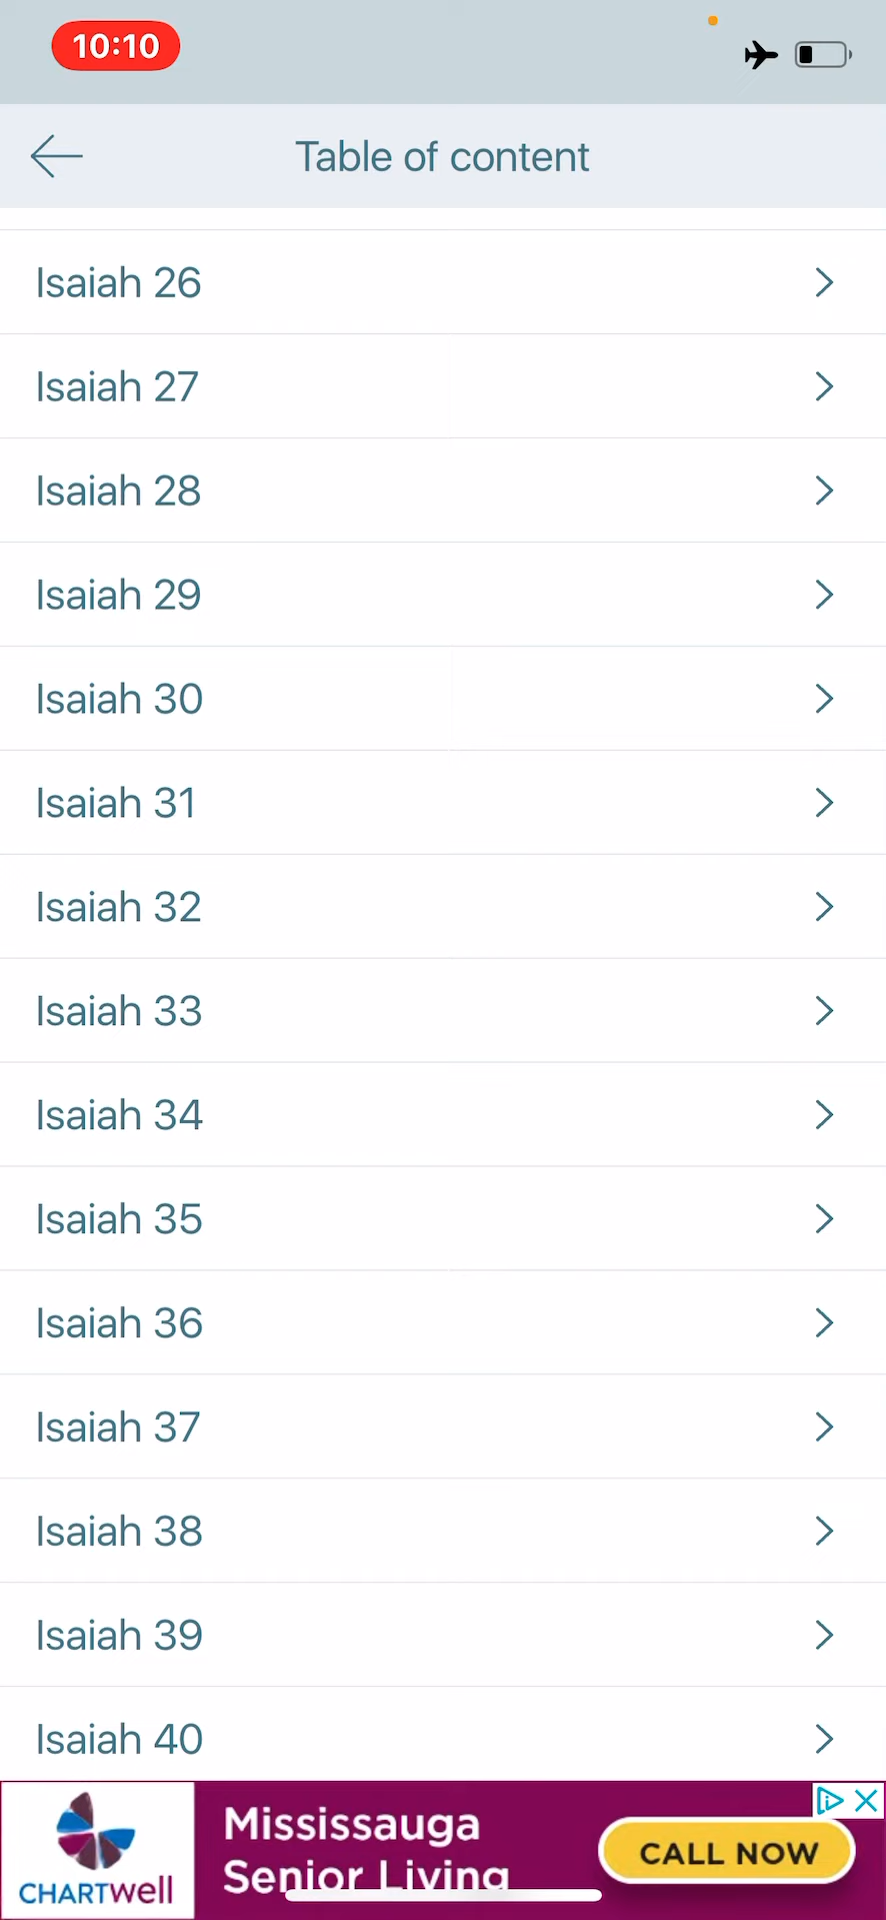 10:10
Table of content
Isaiah 26
Isaiah 27
Isaiah 28
Isaiah 29
Isaiah 30
Isaiah 31
Isaiah 32
Isaiah 33
Isaiah 34
Isaiah 35
Isaiah 36
Isaiah 37
Isaiah 38
Isaiah 39
Isaiah 40
Mississauga
Senior Living
CALL NOW
CHARTwell